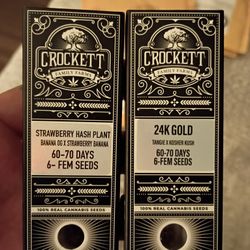 CROCKETT
FAMILY FARMS
STRAWBERRY HASH PLANT
BANANA OG X STRAWBERRY BANANA
60-70 DAYS
6- FEM SEEDS
100% REAL CANNABIS SEEDS
CROCKETT
FAMILY FARMS
24K GOLD
TANGIE X KOSHER KUSH
60-70 DAYS
6-FEM SEEDS
100% REAL CANNABIS SEEDS